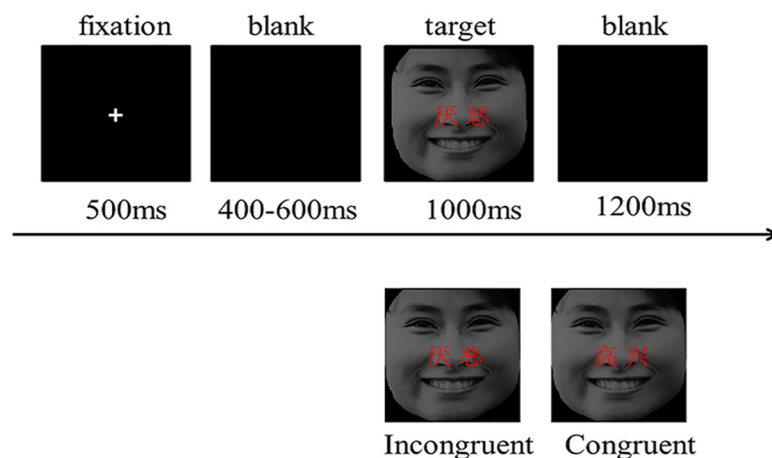 fixation blank target blank
+
厌 恶
500ms 400-600ms 1000ms 1200ms
厌 恶 高 兴
Incongruent Congruent